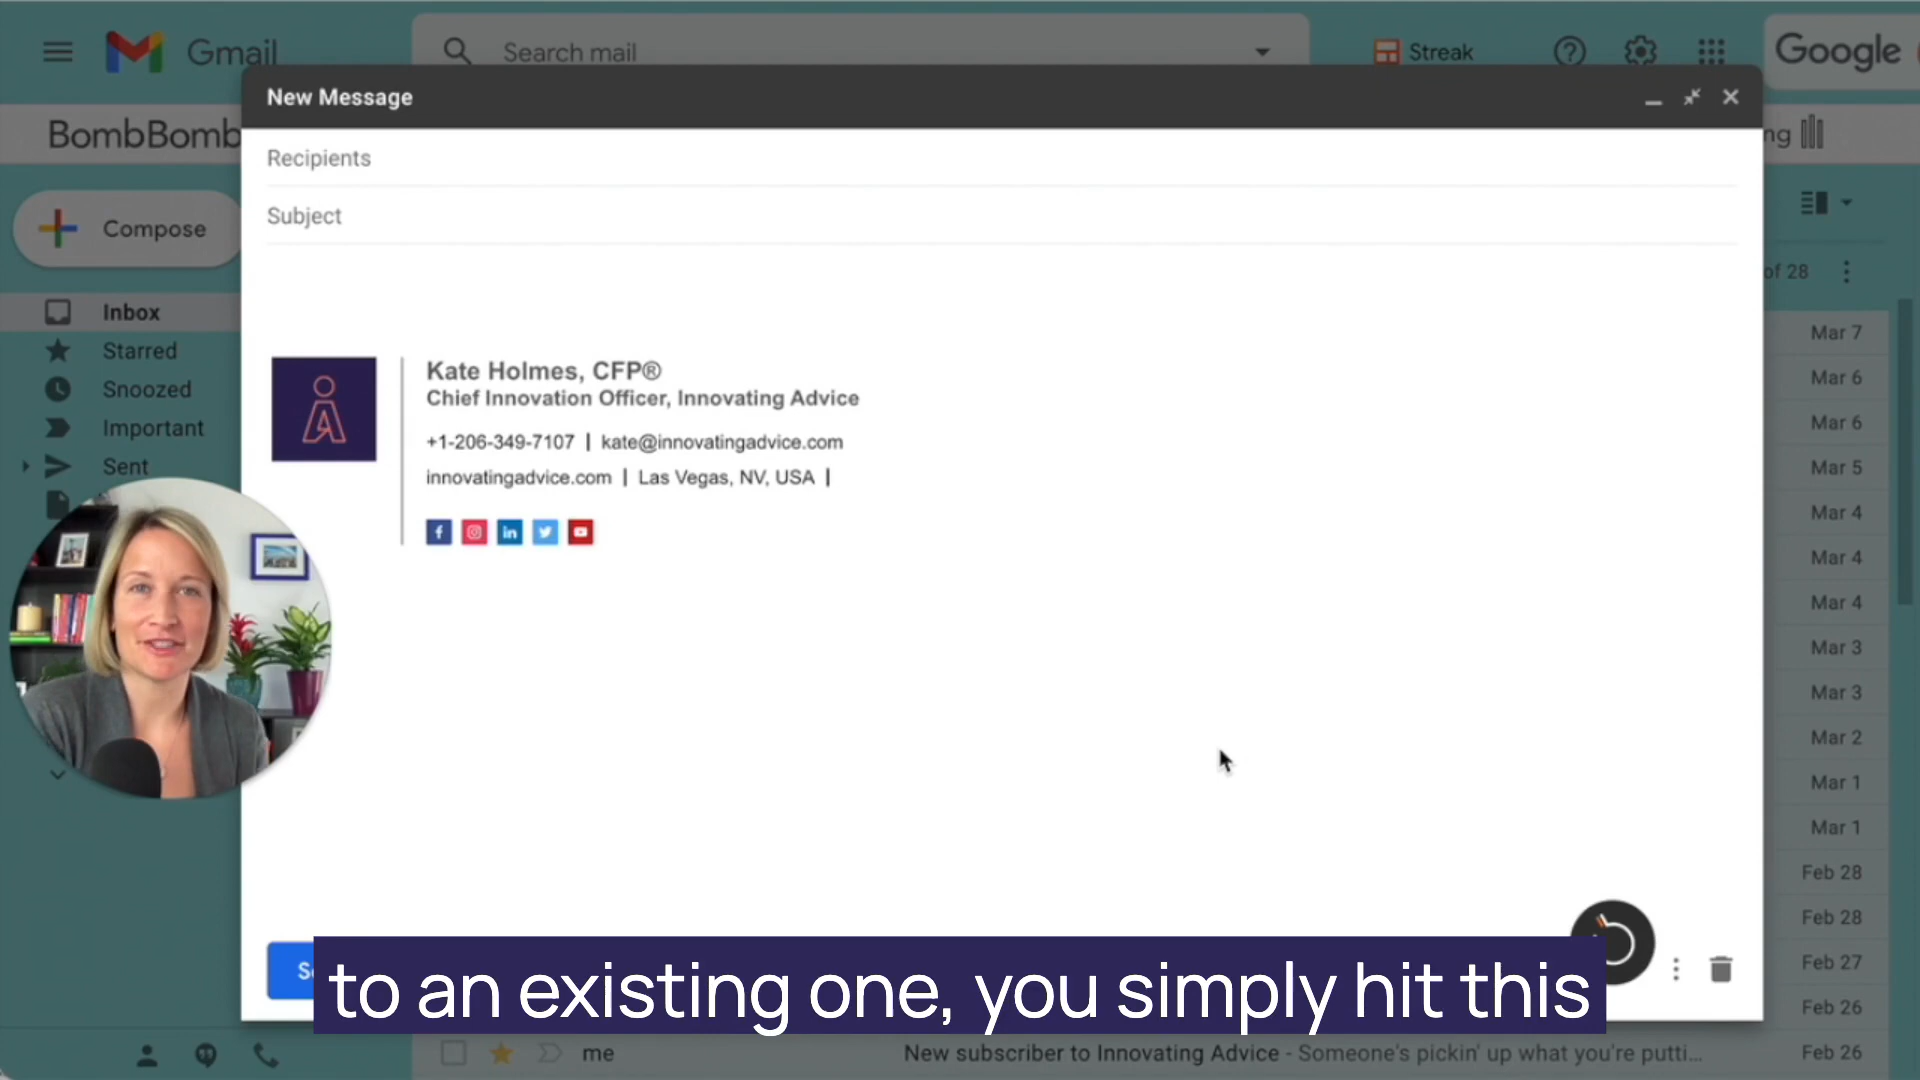 Gmail
Search mail
Streak
Google
New Message
BombBomb
ng
Recipients
Subject
Compose
of 28
Inbox
Starred
Snoozed
Important
Sent
Kate Holmes, CFP®
Chief Innovation Officer, Innovating Advice
+1-206-349-7107 | kate@innovatingadvice.com
innovatingadvice.com | Las Vegas, NV, USA |
Mar 7
Mar 6
Mar 6
Mar 5
Mar 4
Mar 4
Mar 4
Mar 3
Mar 3
Mar 2
Mar 1
Mar 1
Feb 28
Feb 28
Feb 27
Feb 26
to an existing one, you simply hit this
me
New subscriber to Innovating Advice - Someone's pickin' up what you're putti...
Feb 26